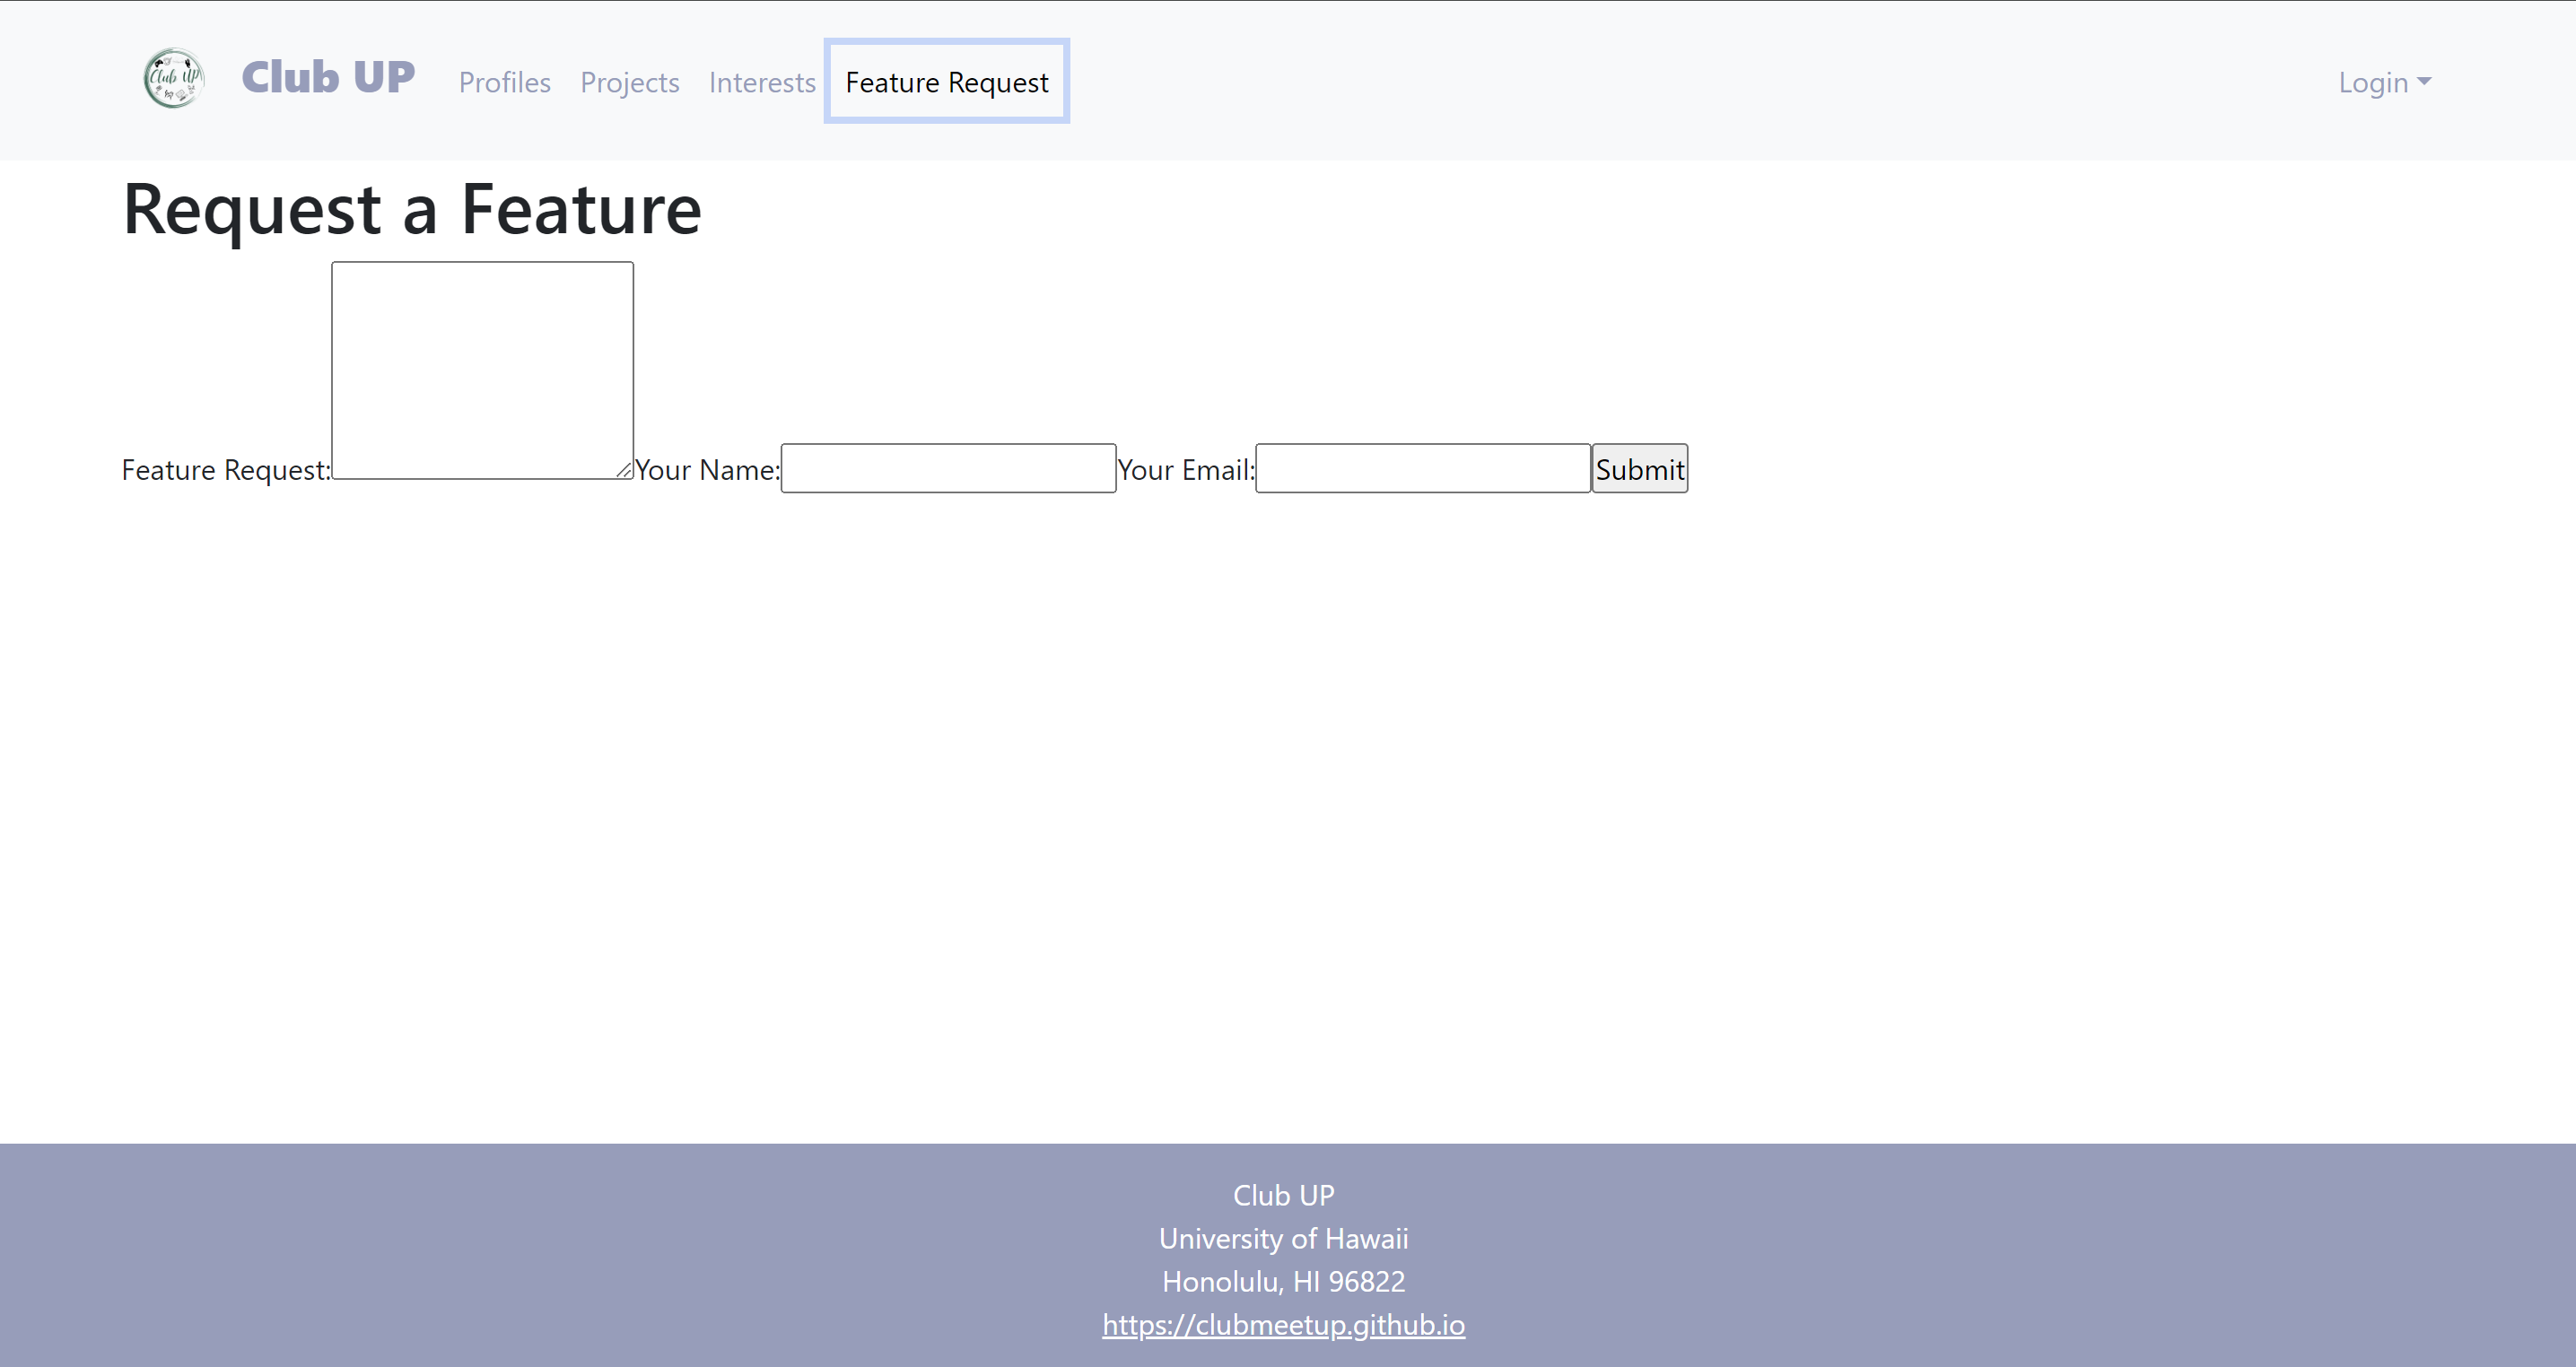 Club UP
Club UP Profiles Projects Interests Feature Request Login
Request a Feature
Feature Request: Your Name: Your Email: Submit
Club UP
University of Hawaii
Honolulu, HI 96822
https://clubmeetup.github.io